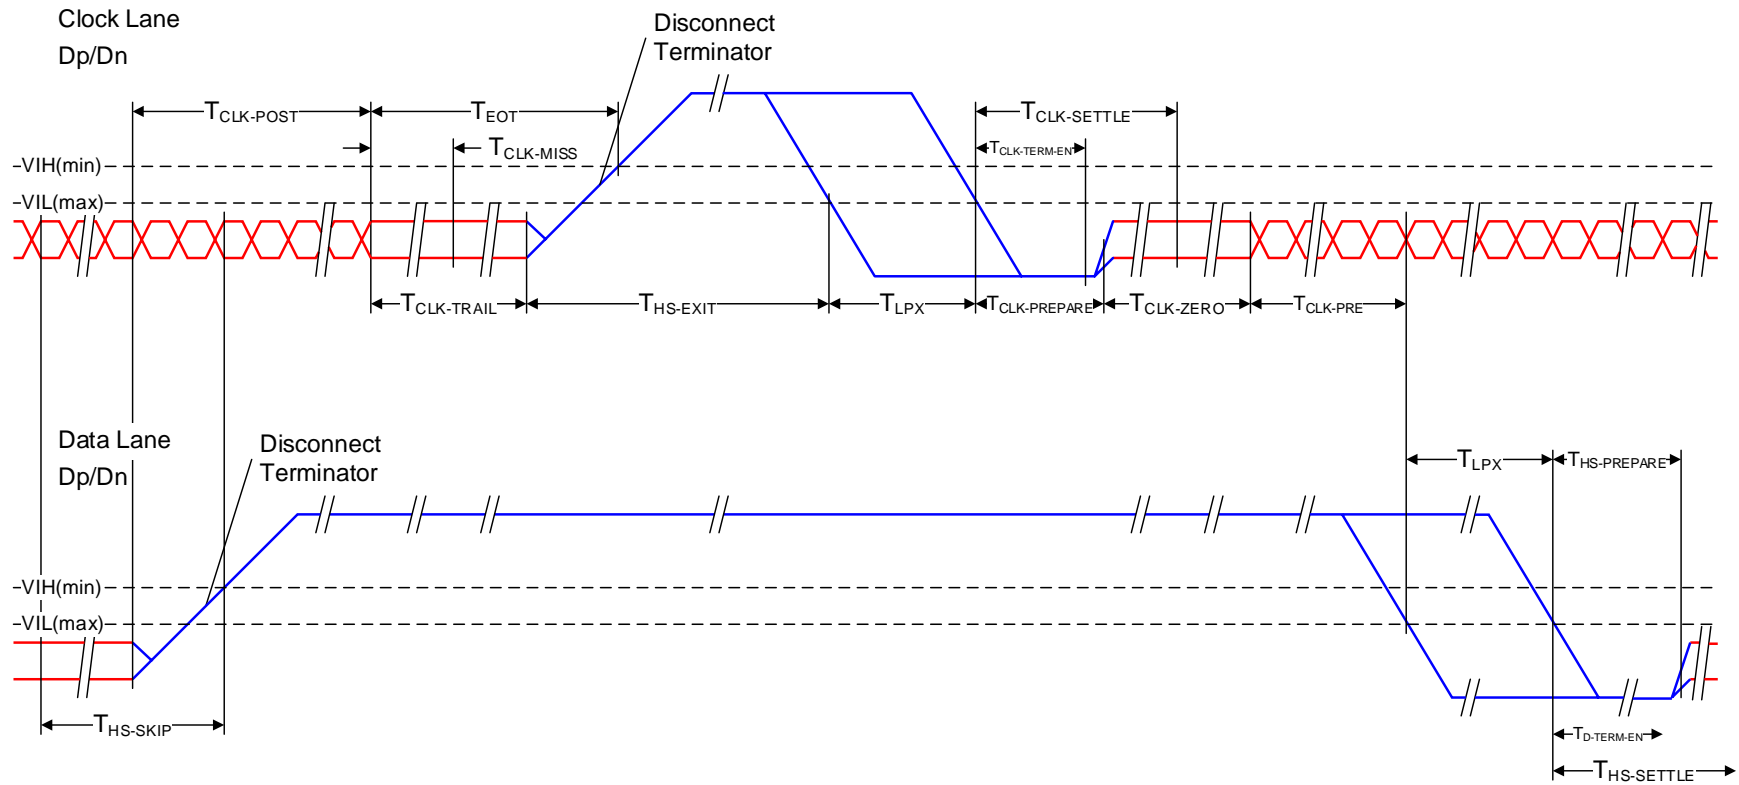 Clock Lane
Dp/Dn
Disconnect
Terminator
TCLK-POST
TEOT
TCLK-SETTLE
TCLK-MISS
TCLK-TERM-EN
VIH(min)
VIL(max)
TCLK-TRAIL
THS-EXIT
TLPX
TCLK-PREPARE
TCLK-ZERO
TCLK-PRE
Data Lane
Dp/Dn
Disconnect
Terminator
TLPX
THS-PREPARE
VIH(min)
VIL(max)
THS-SKIP
TD-TERM-EN
THS-SETTLE